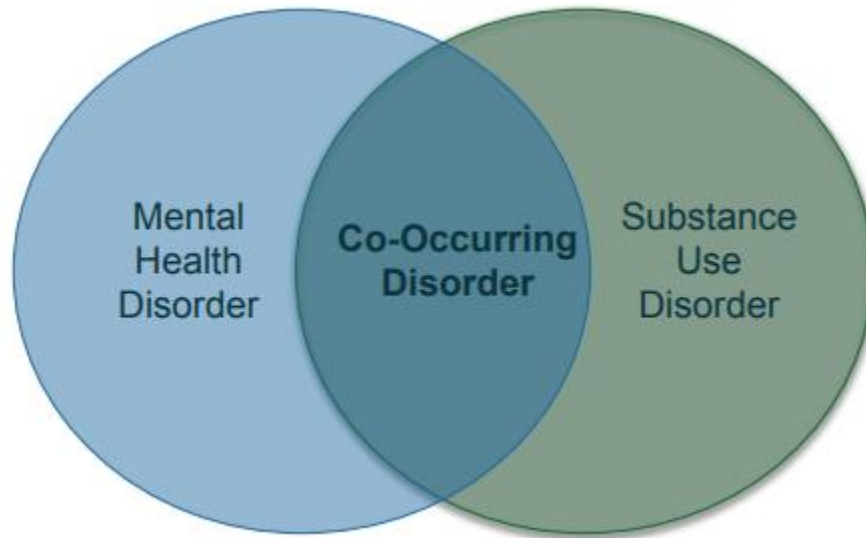 Mental
Health
Disorder
Co-Occurring
Disorder
Substance
Use
Disorder